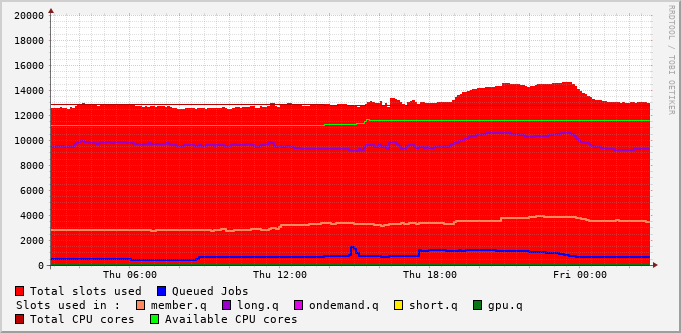 RRDTOOL / TOBI OETIKER
20000
18000
16000
14000
12000
10000
8000
6000
4000
2000
0
Thu 06:00 Thu 12:00 Thu 18:00 Fri 00:00
Total slots used Queued Jobs
Slots used in : member.q long.q ondemand.q short.q gpu.q
Total CPU cores Available CPU cores